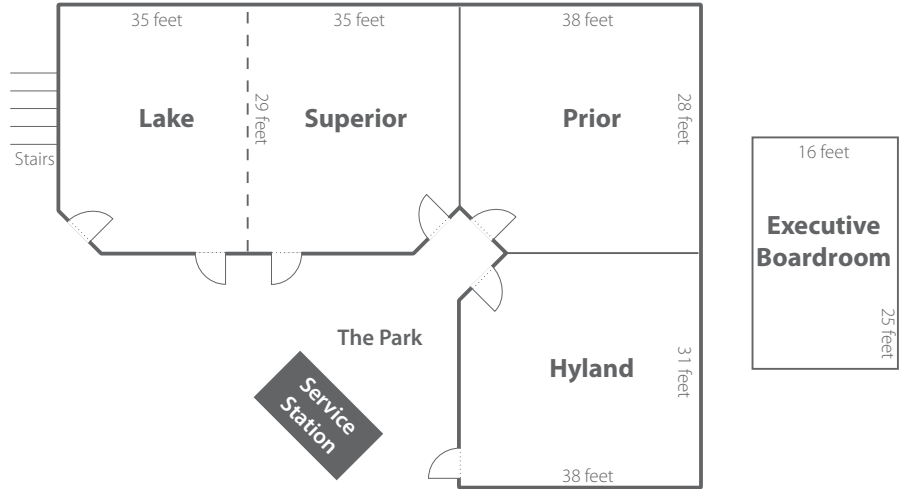 35 feet
35 feet
38 feet
Lake
29 feet
Superior
Prior
28 feet
Stairs
16 feet
Executive
Boardroom
25 feet
The Park
Service
Station
Hyland
31 feet
38 feet